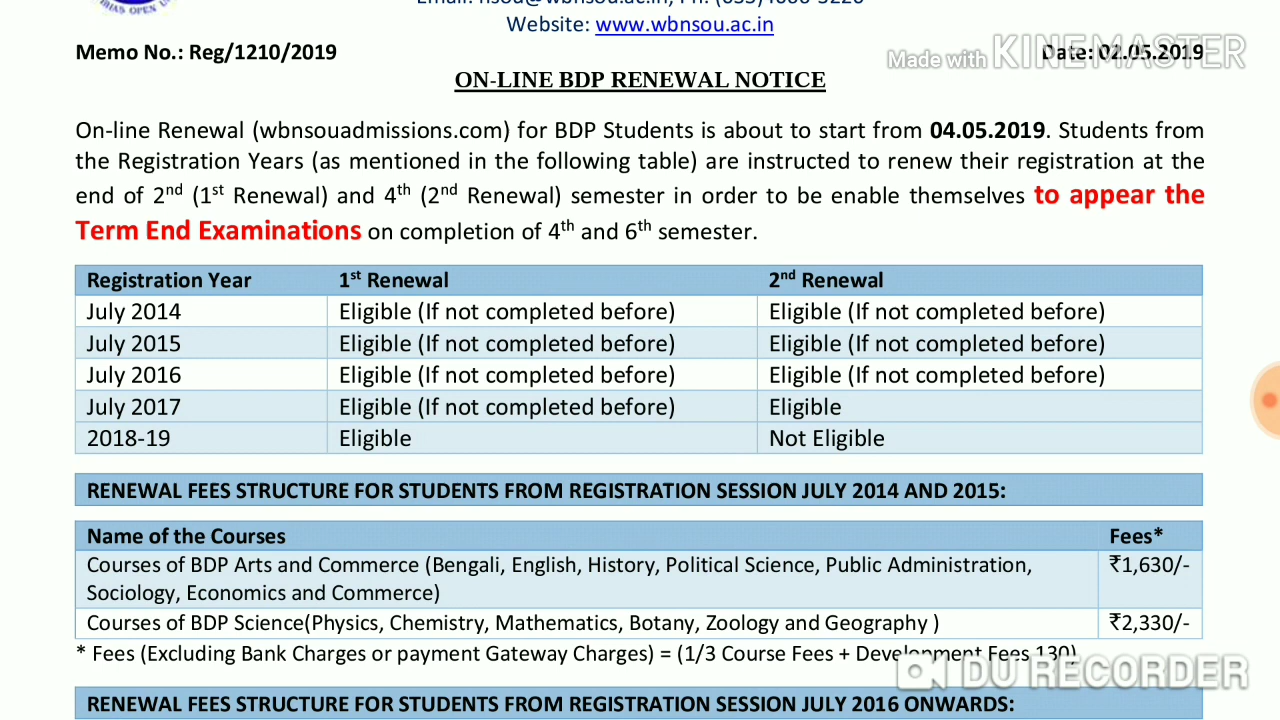 BHAS OPEN U
Email: nsou@wbnsou.ac.in, Ph: (033)4066-3220
Website: www.wbnsou.ac.in
Memo No.: Reg/1210/2019
Date: 02.05.2019
Made with KINEMASTER
ON-LINE BDP RENEWAL NOTICE
On-line Renewal (wbnsouadmissions.com) for BDP Students is about to start from 04.05.2019. Students from
the Registration Years (as mentioned in the following table) are instructed to renew their registration at the
end of 2nd (1st Renewal) and 4th (2nd Renewal) semester in order to be enable themselves to appear the
Term End Examinations on completion of 4th and 6th semester.
Registration Year 1st Renewal 2nd Renewal
July 2014 Eligible (If not completed before) Eligible (If not completed before)
July 2015 Eligible (If not completed before) Eligible (If not completed before)
July 2016 Eligible (If not completed before) Eligible (If not completed before)
July 2017 Eligible (If not completed before) Eligible
2018-19 Eligible Not Eligible
RENEWAL FEES STRUCTURE FOR STUDENTS FROM REGISTRATION SESSION JULY 2014 AND 2015:
Name of the Courses Fees*
Courses of BDP Arts and Commerce (Bengali, English, History, Political Science, Public Administration, ₹1,630/-
Sociology, Economics and Commerce)
Courses of BDP Science(Physics, Chemistry, Mathematics, Botany, Zoology and Geography ) ₹2,330/-
* Fees (Excluding Bank Charges or payment Gateway Charges) = (1/3 Course Fees + Development Fees 130)
DU RECORDER
RENEWAL FEES STRUCTURE FOR STUDENTS FROM REGISTRATION SESSION JULY 2016 ONWARDS: